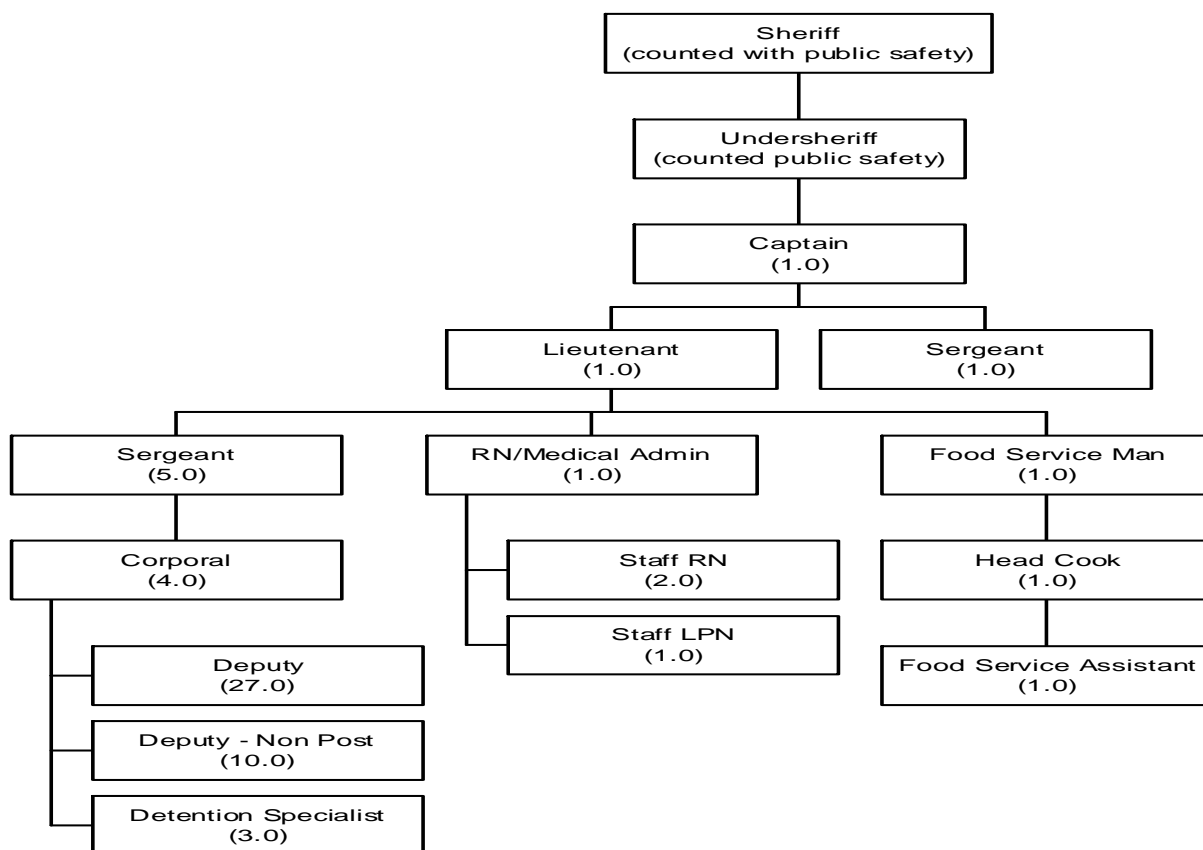 Sheriff
(counted with public safety)
Undersheriff
(counted public safety)
Captain
(1.0)
Lieutenant
(1.0)
Sergeant
(1.0)
Sergeant
(5.0)
RN/Medical Admin
(1.0)
Food Service Man
(1.0)
Corporal
(4.0)
Staff RN
(2.0)
Head Cook
(1.0)
Staff LPN
(1.0)
Deputy
(27.0)
Food Service Assistant
(1.0)
Deputy - Non Post
(10.0)
Detention Specialist
(3.0)